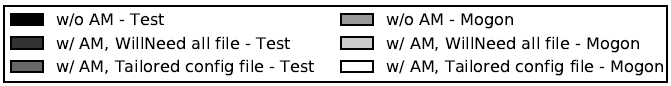 w/o AM - Test
w/ AM, WillNeed all file - Test
w/ AM, Tailored config file - Test
w/o AM - Mogon
w/ AM, WillNeed all file - Mogon
w/ AM, Tailored config file - Mogon